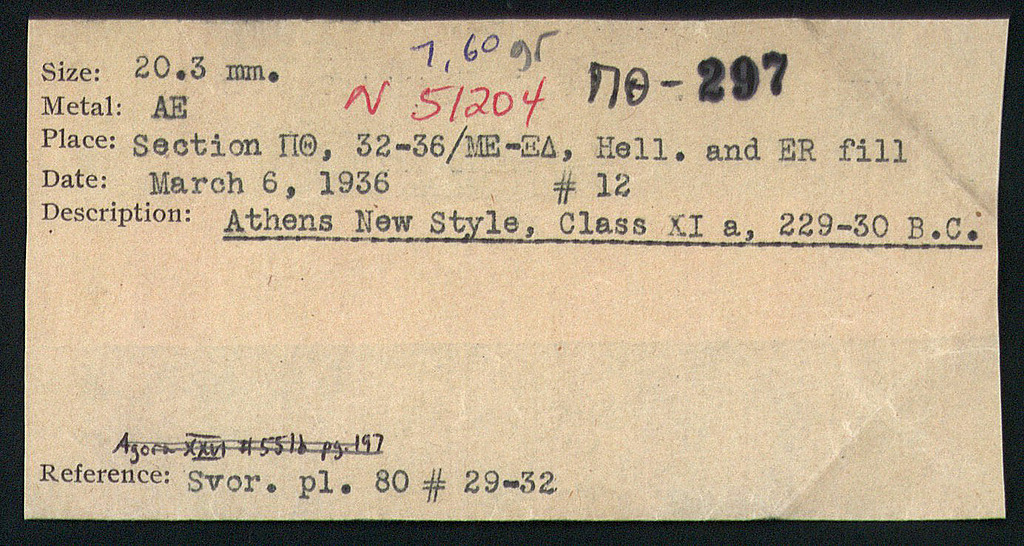 7,60 gr
Size: 20.3 mm.
N 51204
ΠΘ-297
Metal: AE
Place: Section ΠΘ, 32-36/ΜΕ-ΞΔ, Hell. and ER fill
Date: March 6, 1936 # 12
Description: Athens New Style, Class XI a, 229-30 B.C.
Agora XXVI #551b pg.197
Reference: Svor. pl. 80 # 29-32